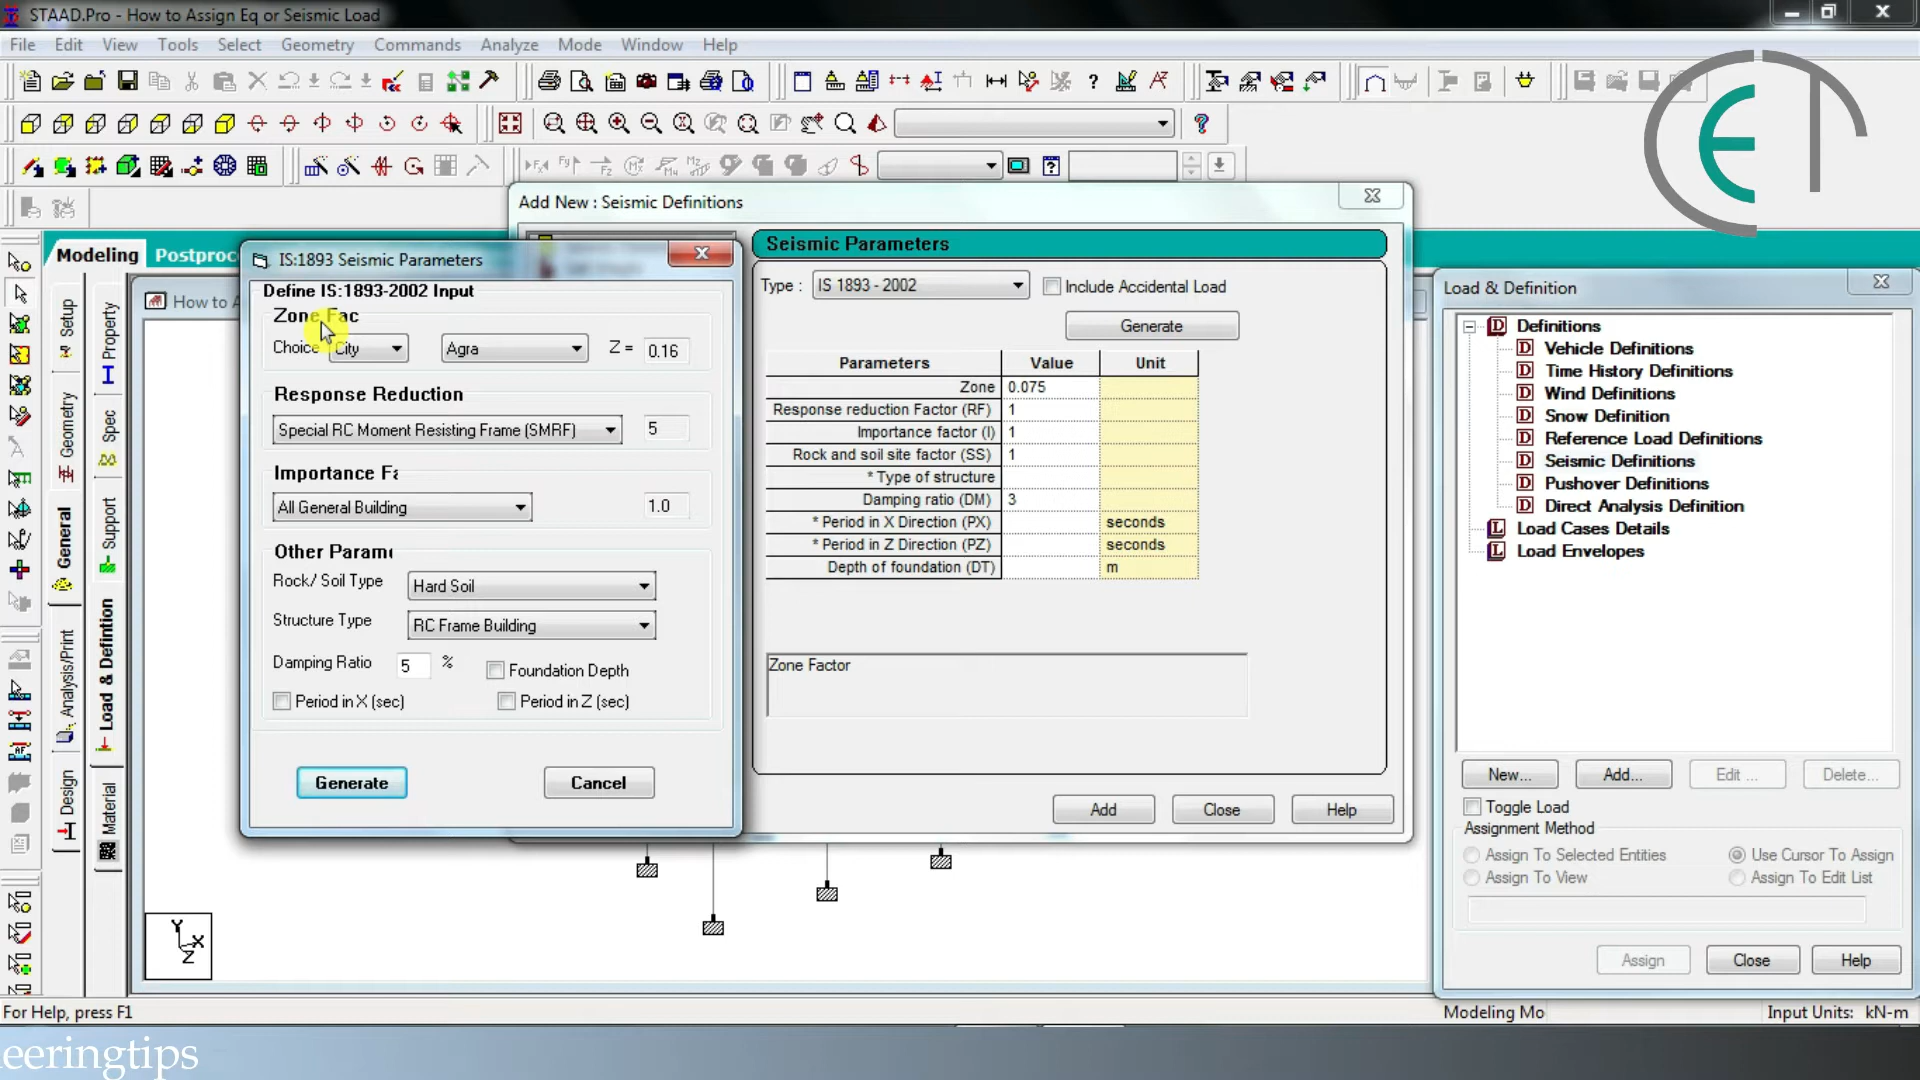 STAAD.Pro - How to Assign Eq or Seismic Load
File Edit View Tools Select Geometry Commands Analyze Mode Window Help
CET
Add New : Seismic Definitions
Modeling
Postproc
How to A
IS:1893 Seismic Parameters
Define IS:1893-2002 Input
Zone Fac
Choice City Agra Z = 0.16
Response Reduction
Special RC Moment Resisting Frame (SMRF) 5
Importance Fa
All General Building 1.0
Other Parame
Rock/ Soil Type Hard Soil
Structure Type RC Frame Building
Damping Ratio 5 % Foundation Depth
Period in X (sec) Period in Z (sec)
Generate Cancel
Seismic Parameters
Type : IS 1893 - 2002 Include Accidental Load
Generate
Parameters Value Unit
Zone 0.075
Response reduction Factor (RF) 1
Importance factor (I) 1
Rock and soil site factor (SS) 1
* Type of structure
Damping ratio (DM) 3
* Period in X Direction (PX) seconds
* Period in Z Direction (PZ) seconds
Depth of foundation (DT) m
Zone Factor
Add Close Help
Load & Definition
Definitions
Vehicle Definitions
Time History Definitions
Wind Definitions
Snow Definition
Reference Load Definitions
Seismic Definitions
Pushover Definitions
Direct Analysis Definition
Load Cases Details
Load Envelopes
New... Add... Edit ... Delete...
Toggle Load
Assignment Method
Assign To Selected Entities Use Cursor To Assign
Assign To View Assign To Edit List
Assign Close Help
Setup
Geometry
General
Analysis/Print
Design
Property
Spec
Support
Load & Definition
Material
Y
X
Z
For Help, press F1 Modeling Mo Input Units: kN-m
eeringtips